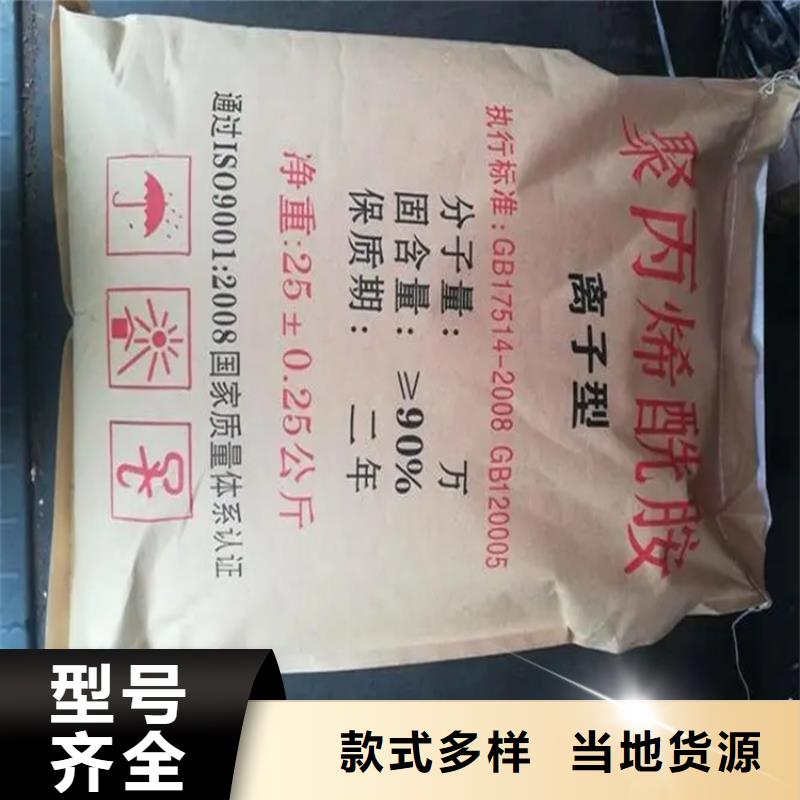 聚丙烯酰胺
离子型
执行标准：GB17514-2008 GB120005
分子量： 万
固含量：≥90%
保质期： 二年
净重:25±0.25公斤
通过ISO9001:2008国家质量体系认证
型号
齐全
款式多样 当地货源